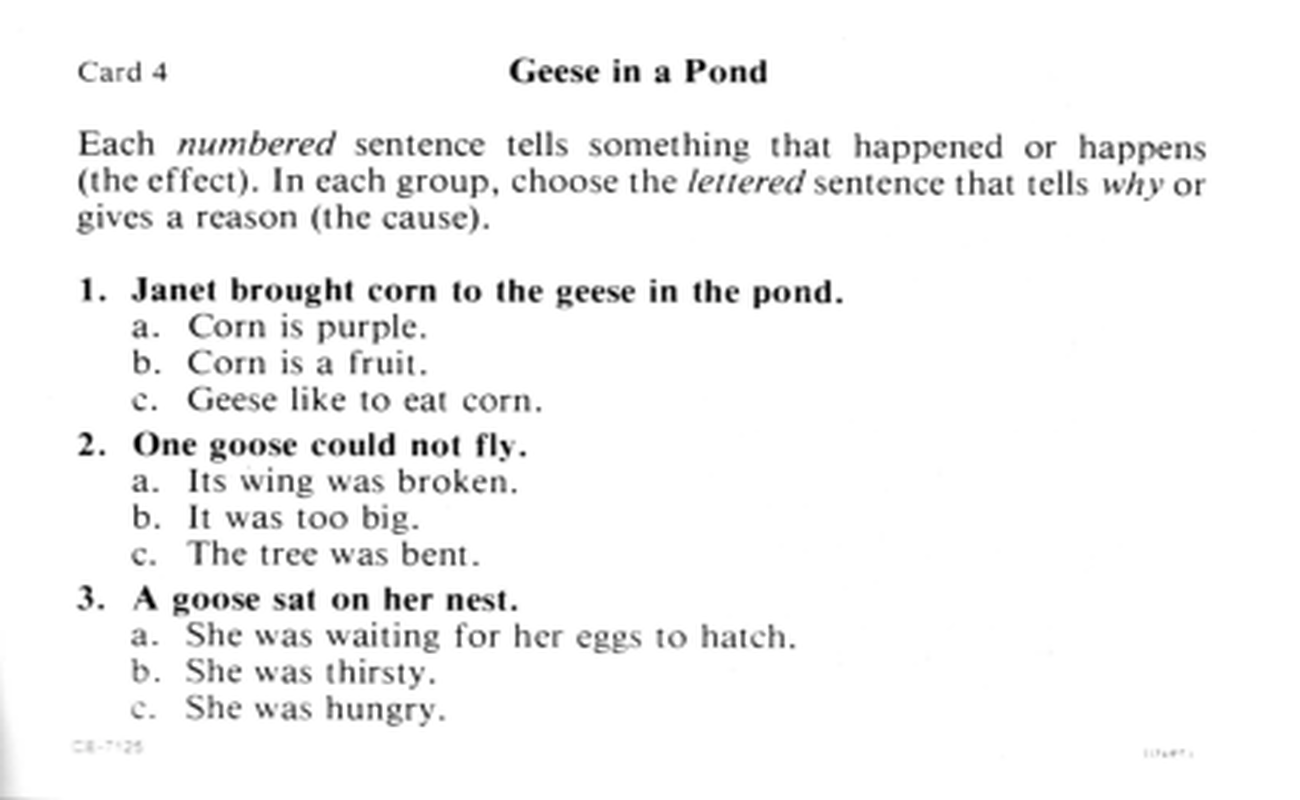 Card 4
Geese in a Pond
Each numbered sentence tells something that happened or happens
(the effect). In each group, choose the lettered sentence that tells why or
gives a reason (the cause).
1. Janet brought corn to the geese in the pond.
a. Corn is purple.
b. Corn is a fruit.
c. Geese like to eat corn.
2. One goose could not fly.
a. Its wing was broken.
b. It was too big.
c. The tree was bent.
3. A goose sat on her nest.
a. She was waiting for her eggs to hatch.
b. She was thirsty.
c. She was hungry.
CE-7125